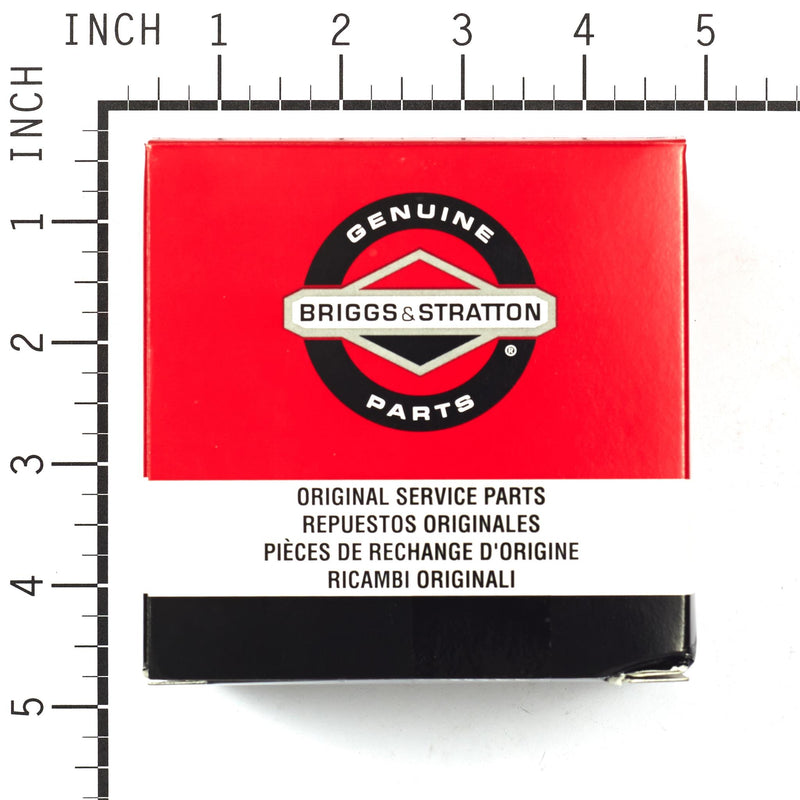 INCH 1 2 3 4 5
INCH
1
2
3
4
5
GENUINE
BRIGGS & STRATTON
®
PARTS
ORIGINAL SERVICE PARTS
REPUESTOS ORIGINALES
PIÈCES DE RECHANGE D'ORIGINE
RICAMBI ORIGINALI